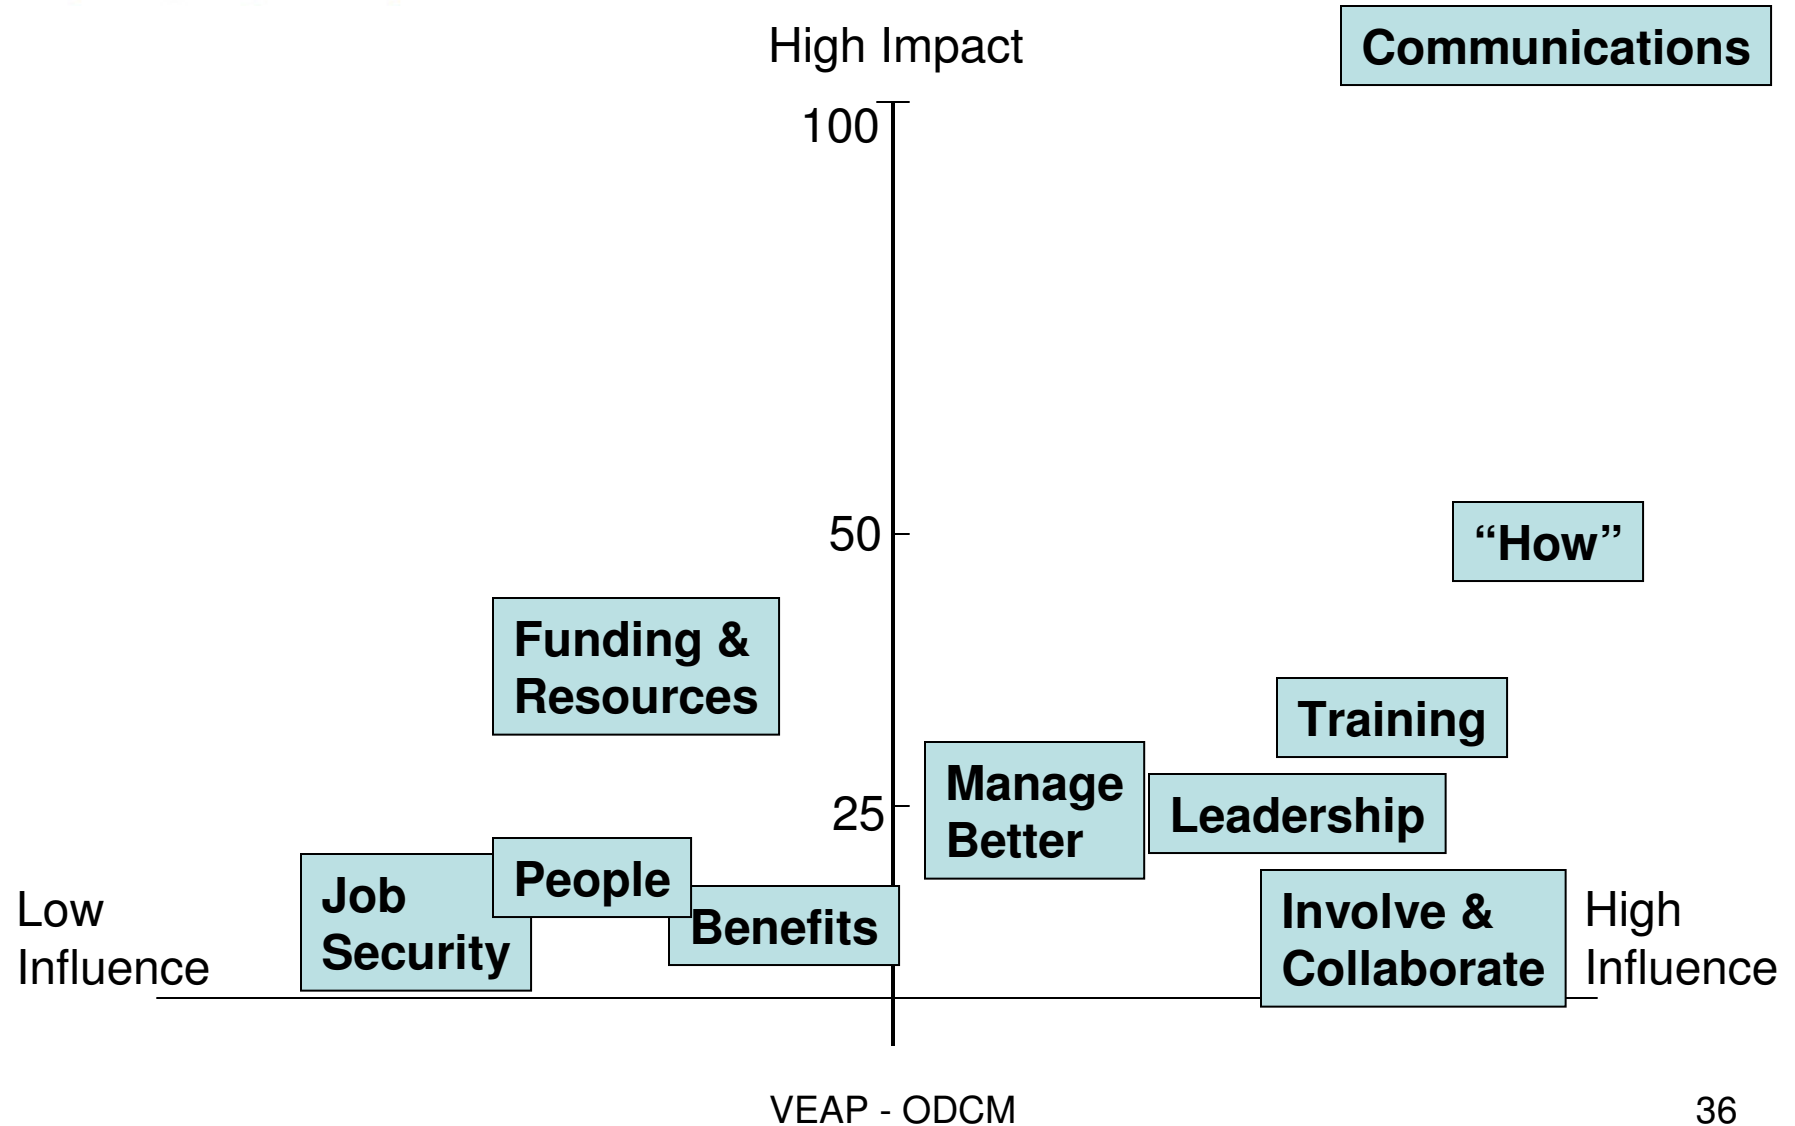 High Impact
Communications
100
50
“How”
Funding &
Resources
Training
Manage
Better
25
Leadership
People
Job
Security
Benefits
Low
Influence
Involve &
Collaborate
High
Influence
VEAP - ODCM
36